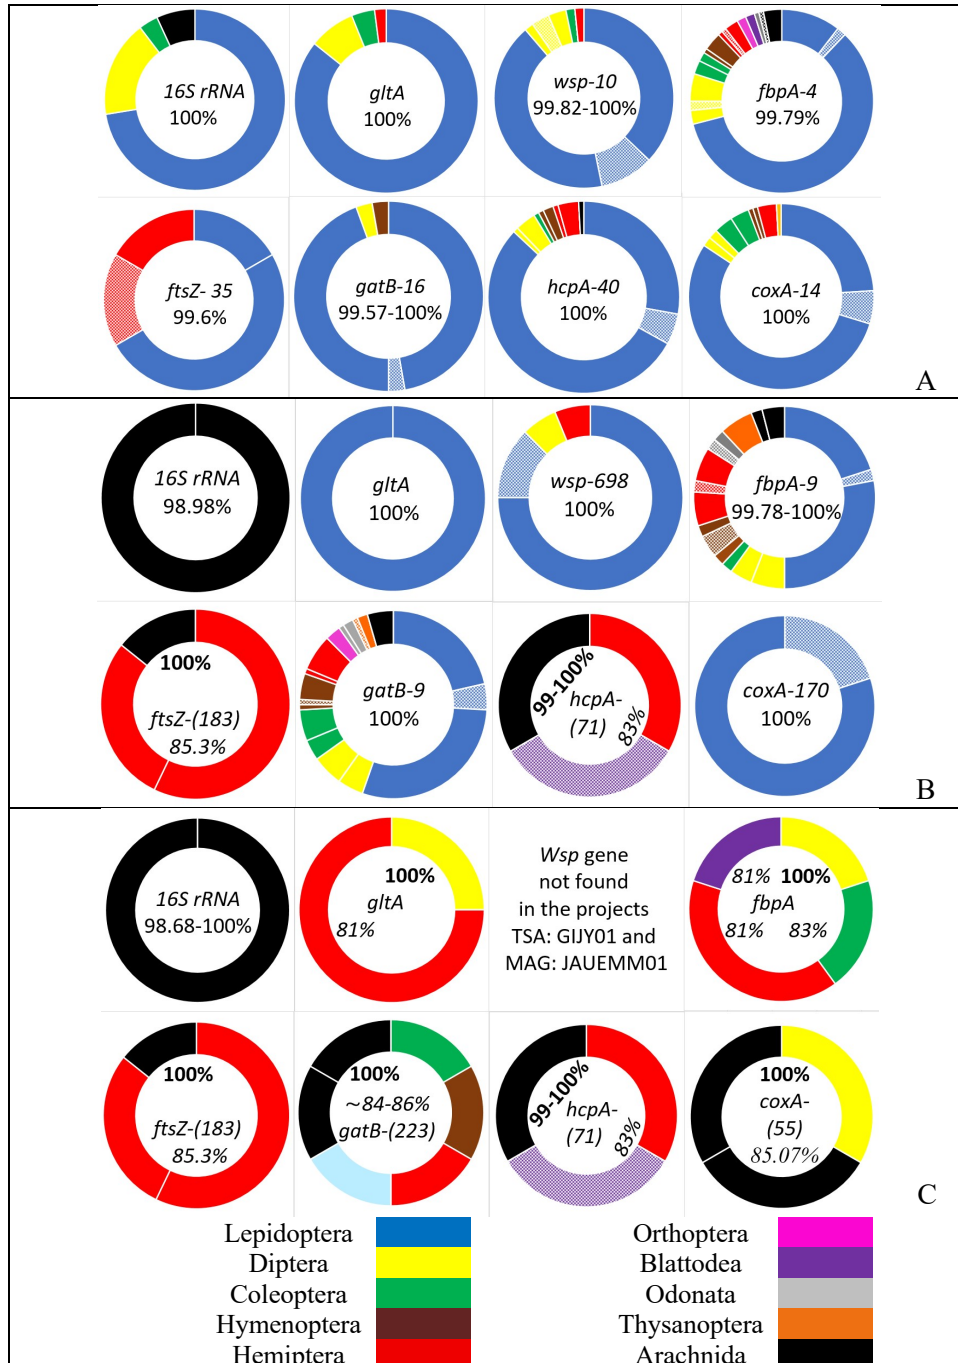 16S rRNA
100%
gltA
100%
wsp-10
99.82-100%
fbpA-4
99.79%
ftsZ- 35
99.6%
gatB-16
99.57-100%
hcpA-40
100%
coxA-14
100%
A
16S rRNA
98.98%
gltA
100%
wsp-698
100%
fbpA-9
99.78-100%
100%
ftsZ-(183)
85.3%
gatB-9
100%
99-100%
hcpA-
(71)
83%
coxA-170
100%
B
16S rRNA
98.68-100%
100%
gltA
81%
Wsp gene
not found
in the projects
TSA: GIJY01 and
MAG: JAUEMM01
81% 100%
fbpA
81% 83%
100%
ftsZ-(183)
85.3%
100%
~84-86%
gatB-(223)
99-100%
hcpA-
(71)
83%
100%
coxA-
(55)
85.07%
C
Lepidoptera
Diptera
Coleoptera
Hymenoptera
Hemiptera
Orthoptera
Blattodea
Odonata
Thysanoptera
Arachnida